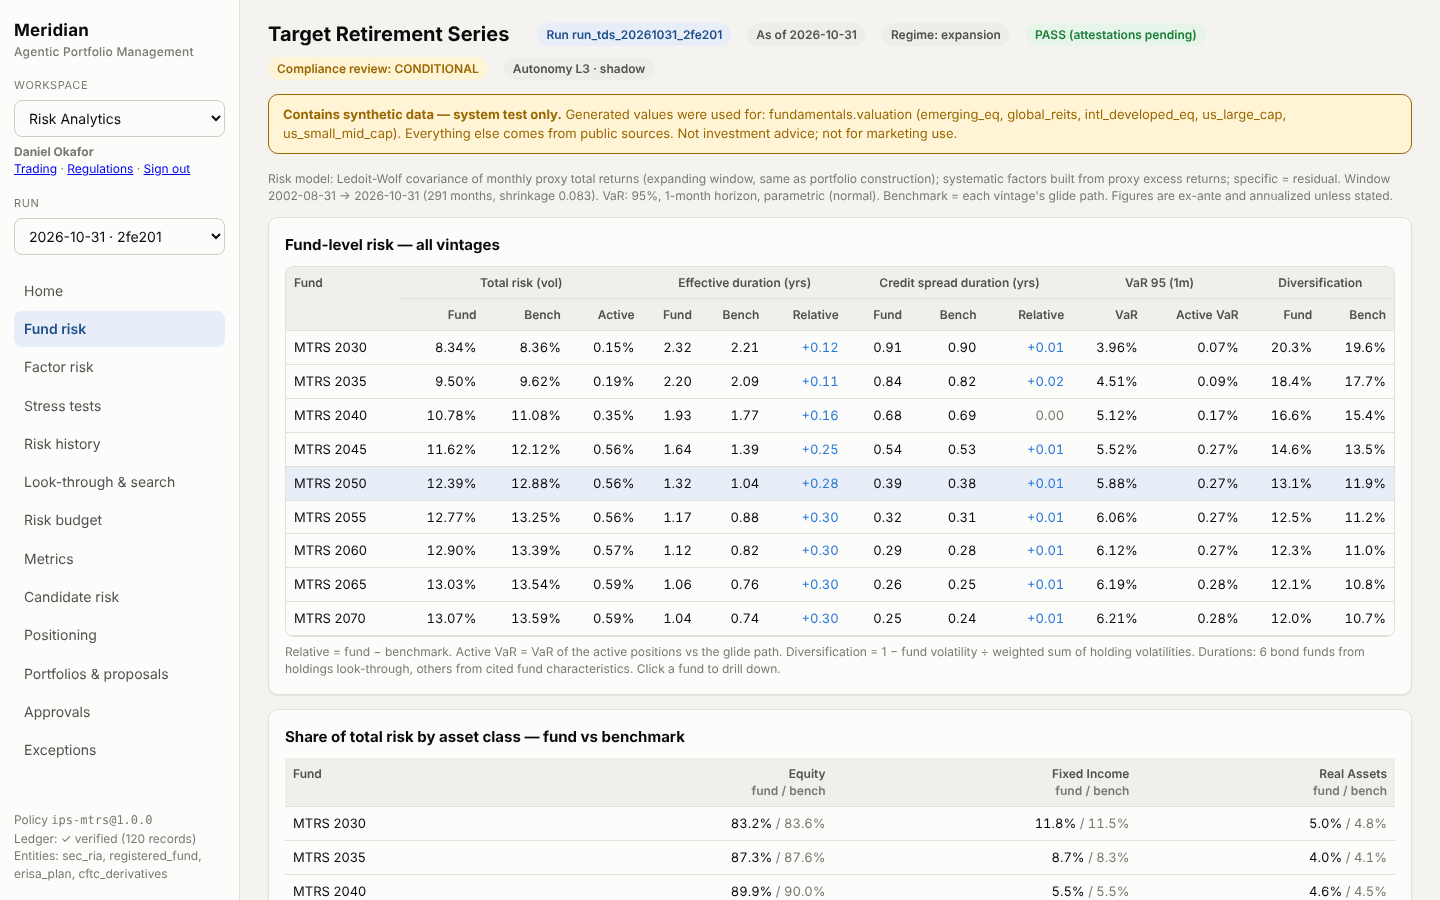 Meridian
Agentic Portfolio Management
WORKSPACE
Risk Analytics
Daniel Okafor
Trading · Regulations · Sign out
RUN
2026-10-31 · 2fe201
Home
Fund risk
Factor risk
Stress tests
Risk history
Look-through & search
Risk budget
Metrics
Candidate risk
Positioning
Portfolios & proposals
Approvals
Exceptions
Policy ips-mtrs@1.0.0
Ledger: ✓ verified (120 records)
Entities: sec_ria, registered_fund,
erisa_plan, cftc_derivatives
Target Retirement Series Run run_tds_20261031_2fe201 As of 2026-10-31 Regime: expansion PASS (attestations pending)
Compliance review: CONDITIONAL Autonomy L3 · shadow
Contains synthetic data — system test only. Generated values were used for: fundamentals.valuation (emerging_eq, global_reits, intl_developed_eq, us_large_cap,
us_small_mid_cap). Everything else comes from public sources. Not investment advice; not for marketing use.
Risk model: Ledoit-Wolf covariance of monthly proxy total returns (expanding window, same as portfolio construction); systematic factors built from proxy excess returns; specific = residual. Window
2002-08-31 → 2026-10-31 (291 months, shrinkage 0.083). VaR: 95%, 1-month horizon, parametric (normal). Benchmark = each vintage's glide path. Figures are ex-ante and annualized unless stated.
Fund-level risk — all vintages
Fund Total risk (vol) Effective duration (yrs) Credit spread duration (yrs) VaR 95 (1m) Diversification
Fund Bench Active Fund Bench Relative Fund Bench Relative VaR Active VaR Fund Bench
MTRS 2030 8.34% 8.36% 0.15% 2.32 2.21 +0.12 0.91 0.90 +0.01 3.96% 0.07% 20.3% 19.6%
MTRS 2035 9.50% 9.62% 0.19% 2.20 2.09 +0.11 0.84 0.82 +0.02 4.51% 0.09% 18.4% 17.7%
MTRS 2040 10.78% 11.08% 0.35% 1.93 1.77 +0.16 0.68 0.69 0.00 5.12% 0.17% 16.6% 15.4%
MTRS 2045 11.62% 12.12% 0.56% 1.64 1.39 +0.25 0.54 0.53 +0.01 5.52% 0.27% 14.6% 13.5%
MTRS 2050 12.39% 12.88% 0.56% 1.32 1.04 +0.28 0.39 0.38 +0.01 5.88% 0.27% 13.1% 11.9%
MTRS 2055 12.77% 13.25% 0.56% 1.17 0.88 +0.30 0.32 0.31 +0.01 6.06% 0.27% 12.5% 11.2%
MTRS 2060 12.90% 13.39% 0.57% 1.12 0.82 +0.30 0.29 0.28 +0.01 6.12% 0.27% 12.3% 11.0%
MTRS 2065 13.03% 13.54% 0.59% 1.06 0.76 +0.30 0.26 0.25 +0.01 6.19% 0.28% 12.1% 10.8%
MTRS 2070 13.07% 13.59% 0.59% 1.04 0.74 +0.30 0.25 0.24 +0.01 6.21% 0.28% 12.0% 10.7%
Relative = fund − benchmark. Active VaR = VaR of the active positions vs the glide path. Diversification = 1 − fund volatility ÷ weighted sum of holding volatilities. Durations: 6 bond funds from
holdings look-through, others from cited fund characteristics. Click a fund to drill down.
Share of total risk by asset class — fund vs benchmark
Fund Equity Fixed Income Real Assets
fund / bench fund / bench fund / bench
MTRS 2030 83.2% / 83.6% 11.8% / 11.5% 5.0% / 4.8%
MTRS 2035 87.3% / 87.6% 8.7% / 8.3% 4.0% / 4.1%
MTRS 2040 89.9% / 90.0% 5.5% / 5.5% 4.6% / 4.5%